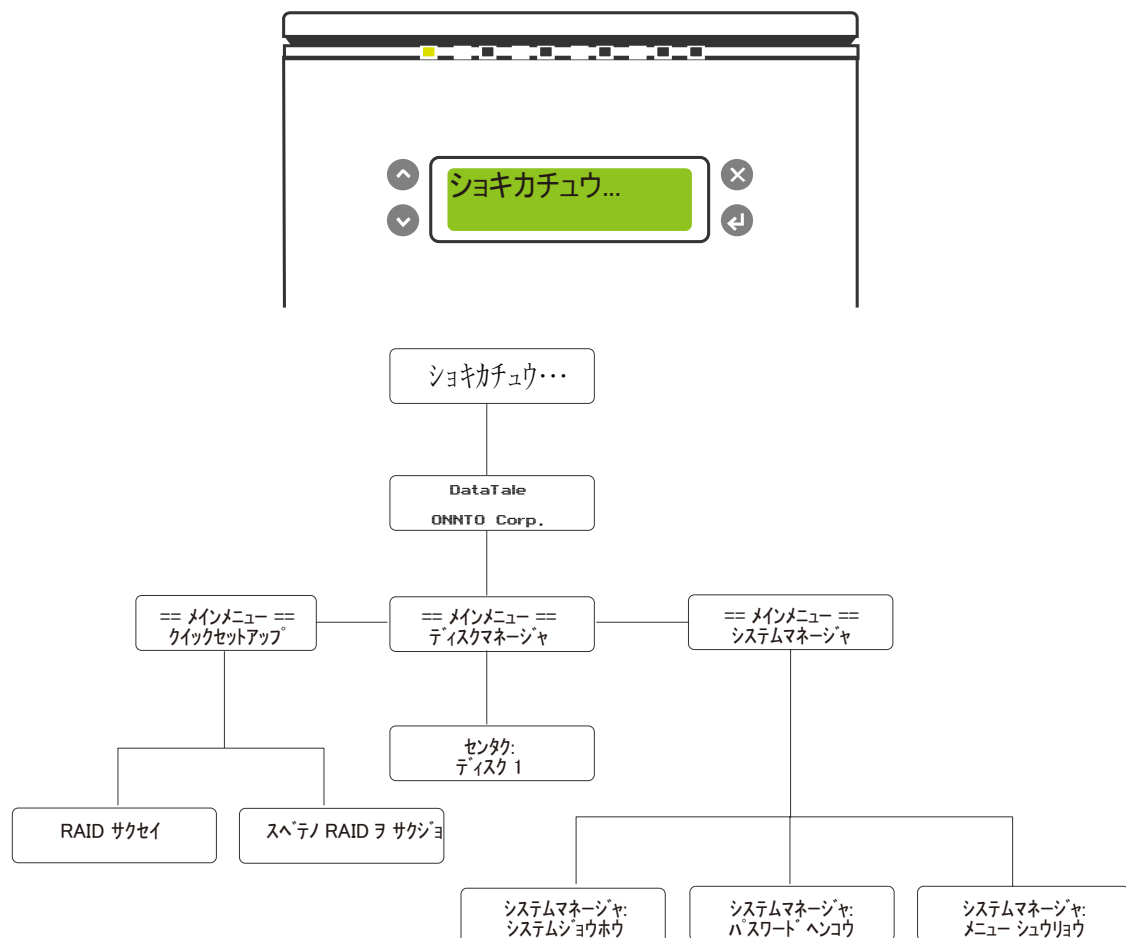 ショキカチュウ...
ショキカチュウ･･･
DataTale
ONNTO Corp.
== メインメニュー ==
クイックセットアップ
== メインメニュー ==
ディスクマネージャ
== メインメニュー ==
システムマネージャ
センタク:
ディスク 1
RAID サクセイ
スベテノ RAID ヲ サクジョ
システムマネージャ:
システムジョウホウ
システムマネージャ:
パスワード ヘンコウ
システムマネージャ:
メニュー シュウリョウ